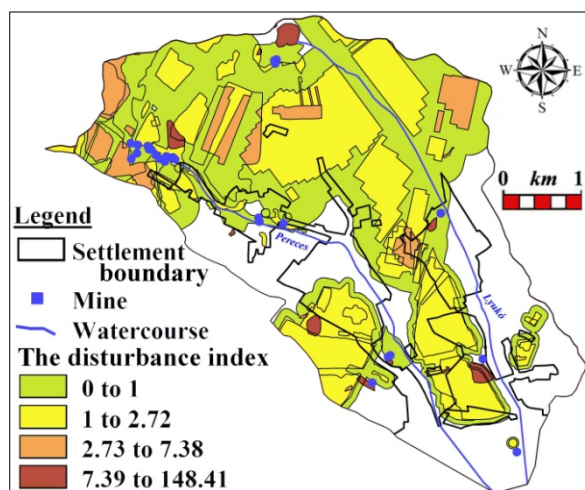 N
W E
S
0 km 1
Pereces
Lyukó
Legend
Settlement
boundary
Mine
Watercourse
The disturbance index
0 to 1
1 to 2.72
2.73 to 7.38
7.39 to 148.41